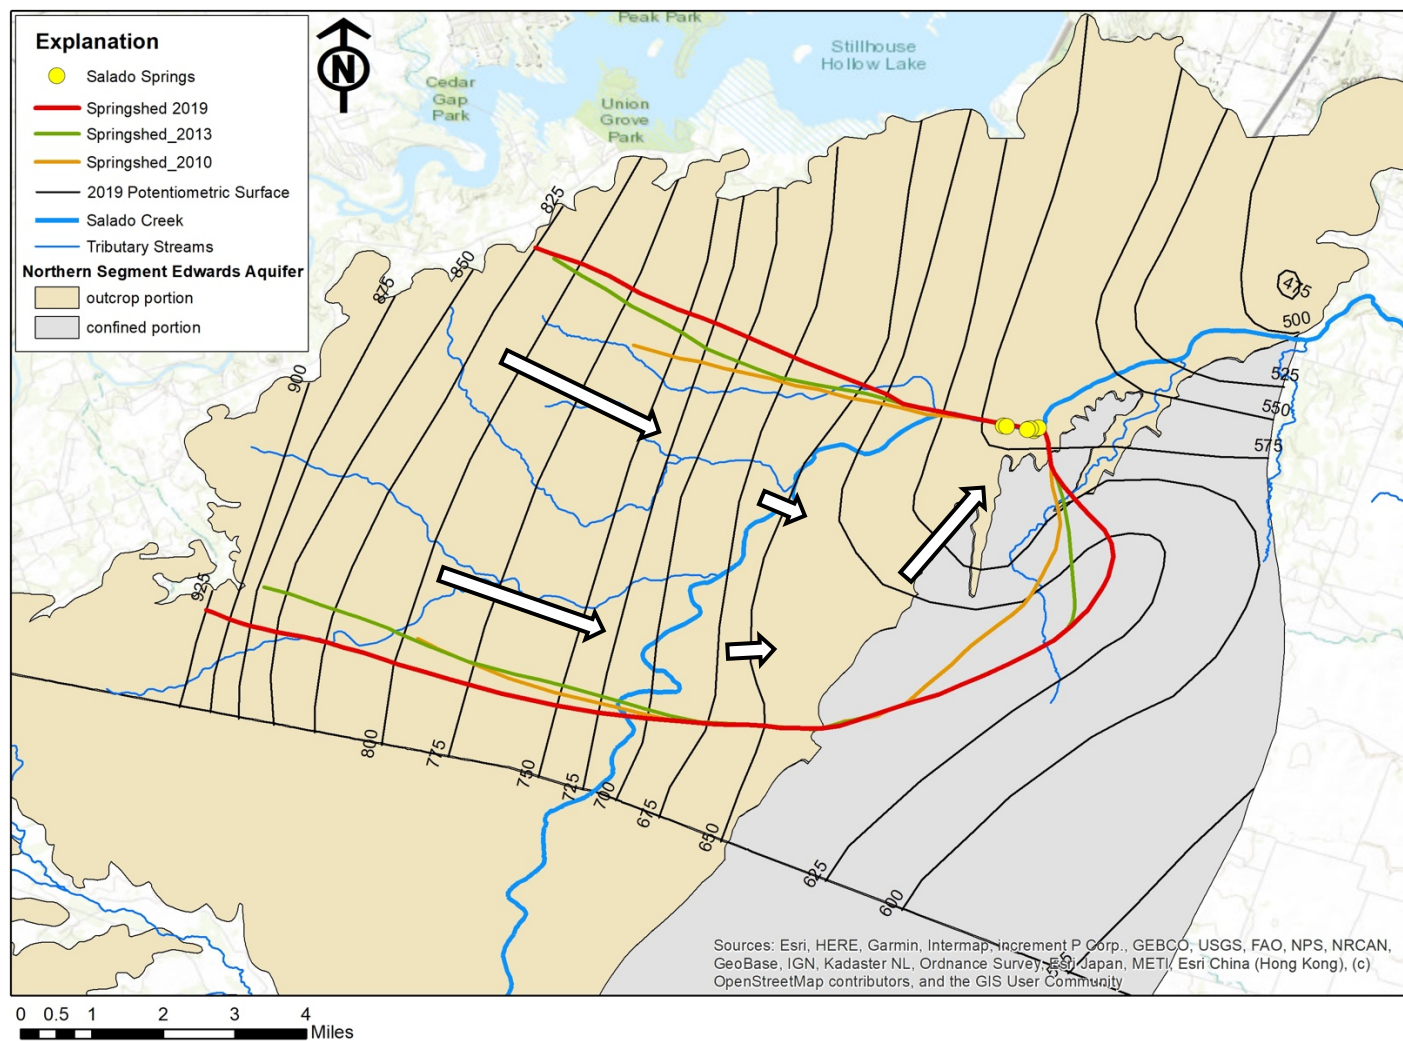 Explanation
Salado Springs
Springshed 2019
Springshed_2013
Springshed_2010
2019 Potentiometric Surface
Salado Creek
Tributary Streams
Northern Segment Edwards Aquifer
outcrop portion
confined portion
N
Peak Park
Stillhouse
Hollow Lake
Cedar
Gap
Park
Union
Grove
Park
825
850
875
900
925
475
500
525
550
575
800
775
750
725
700
675
650
625
600
Sources: Esri, HERE, Garmin, Intermap, increment P Corp., GEBCO, USGS, FAO, NPS, NRCAN,
GeoBase, IGN, Kadaster NL, Ordnance Survey, Esri Japan, METI, Esri China (Hong Kong), (c)
OpenStreetMap contributors, and the GIS User Community
0 0.5 1 2 3 4
Miles